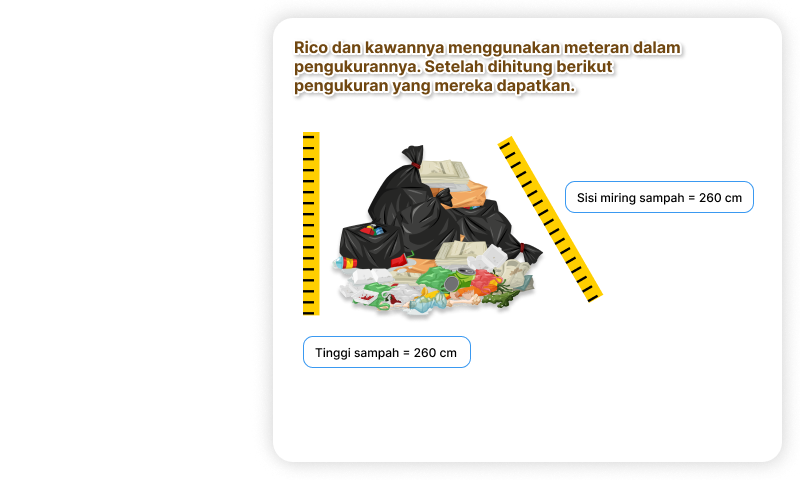 Rico dan kawannya menggunakan meteran dalam
pengukurannya. Setelah dihitung berikut
pengukuran yang mereka dapatkan.
Sisi miring sampah = 260 cm
Tinggi sampah = 260 cm